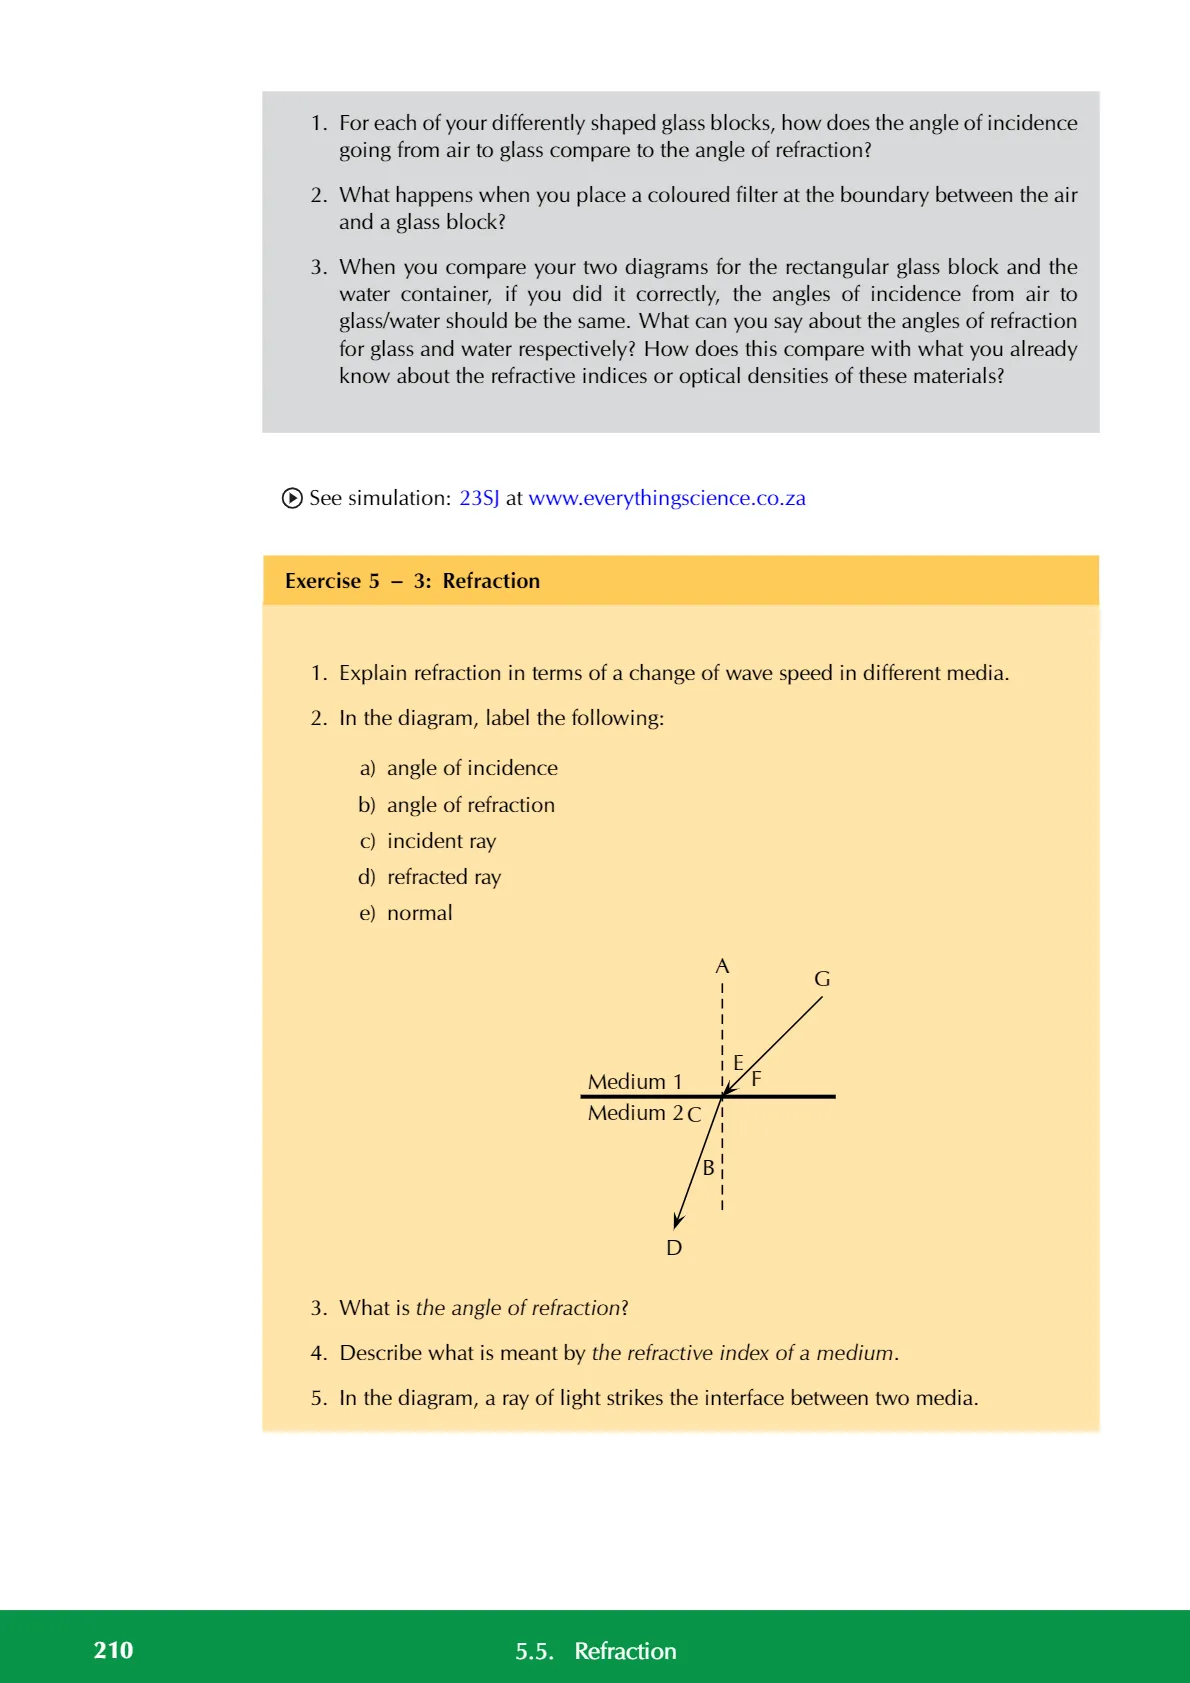 1. For each of your differently shaped glass blocks, how does the angle of incidence
going from air to glass compare to the angle of refraction?
2. What happens when you place a coloured filter at the boundary between the air
and a glass block?
3. When you compare your two diagrams for the rectangular glass block and the
water container, if you did it correctly, the angles of incidence from air to
glass/water should be the same. What can you say about the angles of refraction
for glass and water respectively? How does this compare with what you already
know about the refractive indices or optical densities of these materials?
See simulation: 23SJ at www.everythingscience.co.za
Exercise 5 – 3: Refraction
1. Explain refraction in terms of a change of wave speed in different media.
2. In the diagram, label the following:
a) angle of incidence
b) angle of refraction
c) incident ray
d) refracted ray
e) normal
A
G
E
F
Medium 1
Medium 2
C
B
D
3. What is the angle of refraction?
4. Describe what is meant by the refractive index of a medium.
5. In the diagram, a ray of light strikes the interface between two media.
210
5.5. Refraction